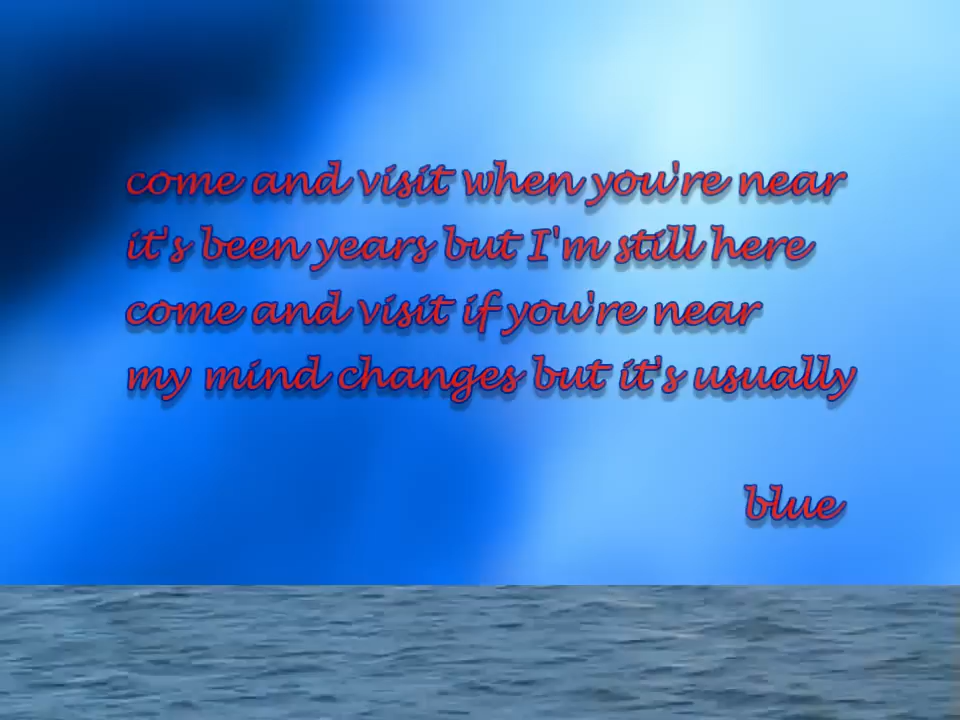 come and visit when you're near
it's been years but I'm still here
come and visit if you're near
my mind changes but it's usually
blue